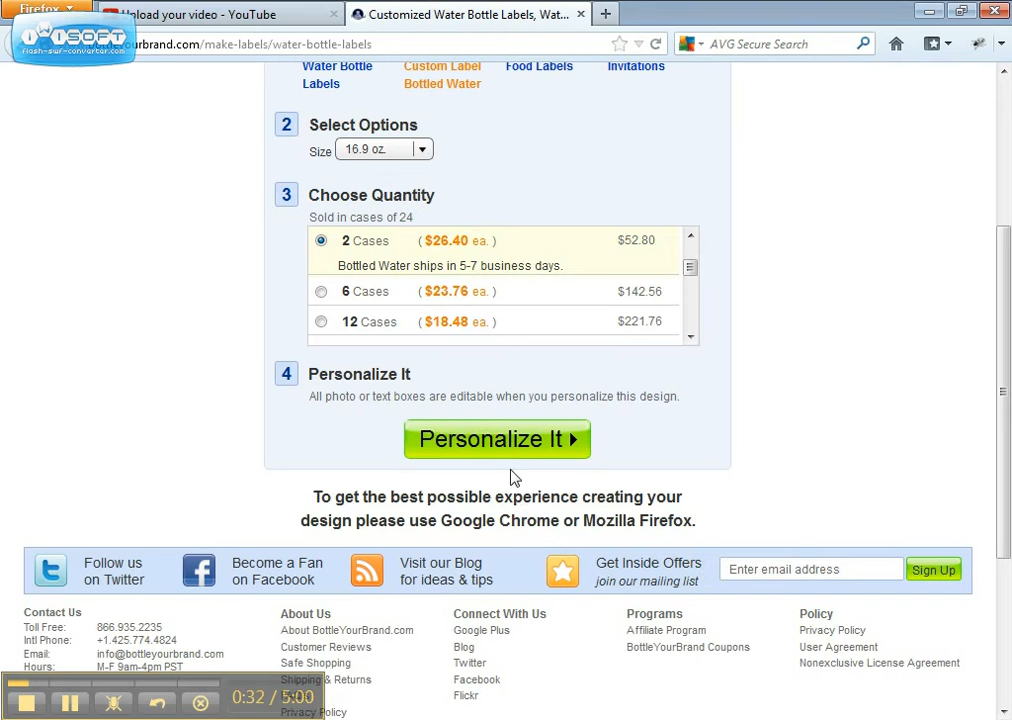 Firefox
Upload your video - YouTube
Customized Water Bottle Labels, Wat...
yourbrand.com/make-labels/water-bottle-labels
AVG Secure Search
iWiSOFT
flash-swf-converter.com
Water Bottle Labels
Custom Label Bottled Water
Food Labels
Invitations
2 Select Options
Size 16.9 oz.
3 Choose Quantity
Sold in cases of 24
2 Cases ( $26.40 ea. ) $52.80
Bottled Water ships in 5-7 business days.
6 Cases ( $23.76 ea. ) $142.56
12 Cases ( $18.48 ea. ) $221.76
4 Personalize It
All photo or text boxes are editable when you personalize this design.
Personalize It
To get the best possible experience creating your
design please use Google Chrome or Mozilla Firefox.
Follow us
on Twitter
Become a Fan
on Facebook
Visit our Blog
for ideas & tips
Get Inside Offers
join our mailing list
Enter email address
Sign Up
Contact Us
Toll Free: 866.935.2235
Intl Phone: +1.425.774.4824
Email: info@bottleyourbrand.com
Hours: M-F 9am-4pm PST
About Us
About BottleYourBrand.com
Customer Reviews
Safe Shopping
Shipping & Returns
Privacy Policy
Connect With Us
Google Plus
Blog
Twitter
Facebook
Flickr
Programs
Affiliate Program
BottleYourBrand Coupons
Policy
Privacy Policy
User Agreement
Nonexclusive License Agreement
0:32 / 5:00